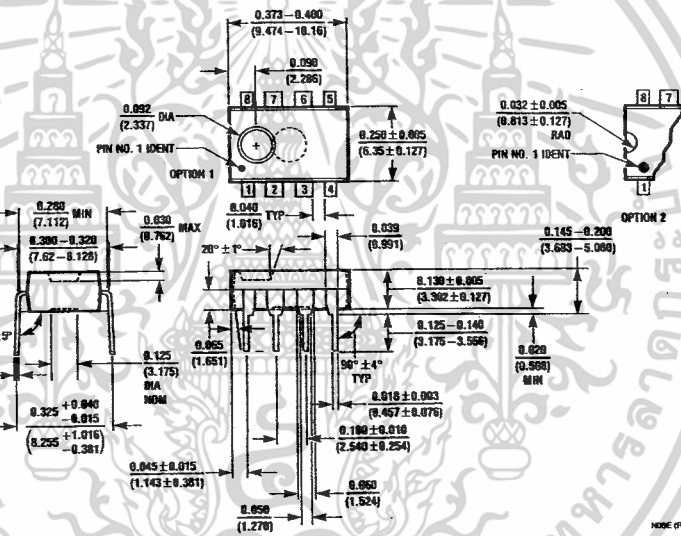 0.373–0.400
(9.474–10.16)
0.090
(2.286)
8 7 6 5
0.092 DIA
(2.337)
PIN NO. 1 IDENT
OPTION 1
1 2 3 4
0.250 ± 0.005
(6.35 ± 0.127)
0.032 ± 0.005
(0.813 ± 0.127)
RAD
PIN NO. 1 IDENT
8 7
1
OPTION 2
0.280 MIN
(7.112)
0.300–0.320
(7.62–8.128)
0.030 MAX
(0.762)
0.040 TYP
(1.016)
0.039
(0.991)
20° ± 1°
0.145–0.200
(3.683–5.080)
0.130 ± 0.005
(3.302 ± 0.127)
0.125–0.140
(3.175–3.556)
0.020
(0.508)
MIN
0.065
(1.651)
90° ± 4°
TYP
0.125
(3.175)
DIA
NOM
0.018 ± 0.003
(0.457 ± 0.076)
0.325 +0.040
−0.015
(8.255 +1.016
−0.381)
0.100 ± 0.010
(2.540 ± 0.254)
0.045 ± 0.015
(1.143 ± 0.381)
0.060
(1.524)
0.050
(1.270)